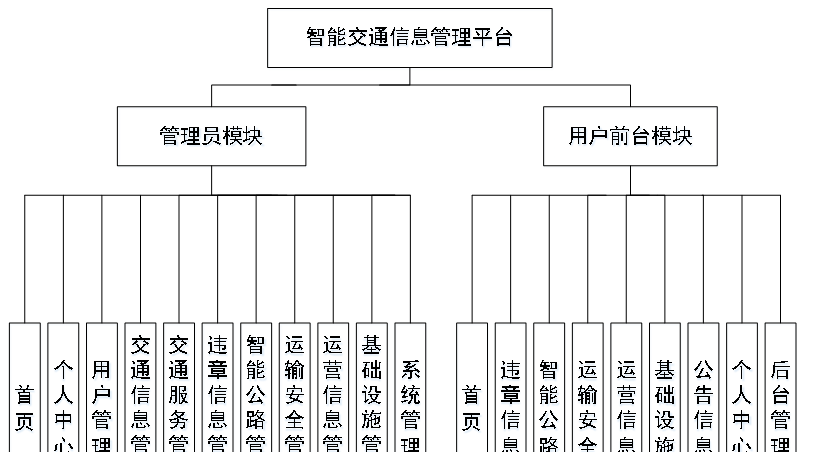 智能交通信息管理平台
管理员模块
用户前台模块
首页
个人中心
用户管理
交通信息管
交通服务管
违章信息管
智能公路管
运输安全管
运营信息管
基础设施管
系统管理
首页
违章信息
智能公路
运输安全
运营信息
基础设施
公告信息
个人中心
后台管理